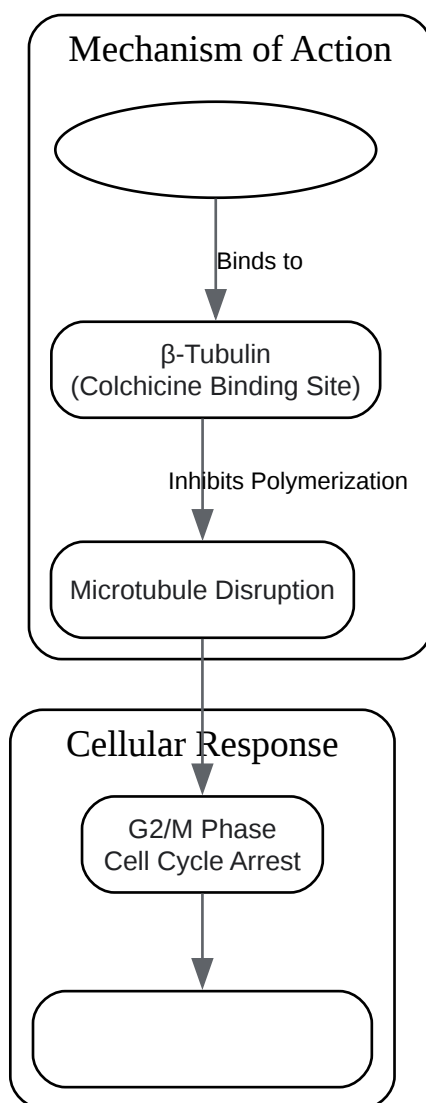 Mechanism of Action
Binds to
β-Tubulin
(Colchicine Binding Site)
Inhibits Polymerization
Microtubule Disruption
Cellular Response
G2/M Phase
Cell Cycle Arrest